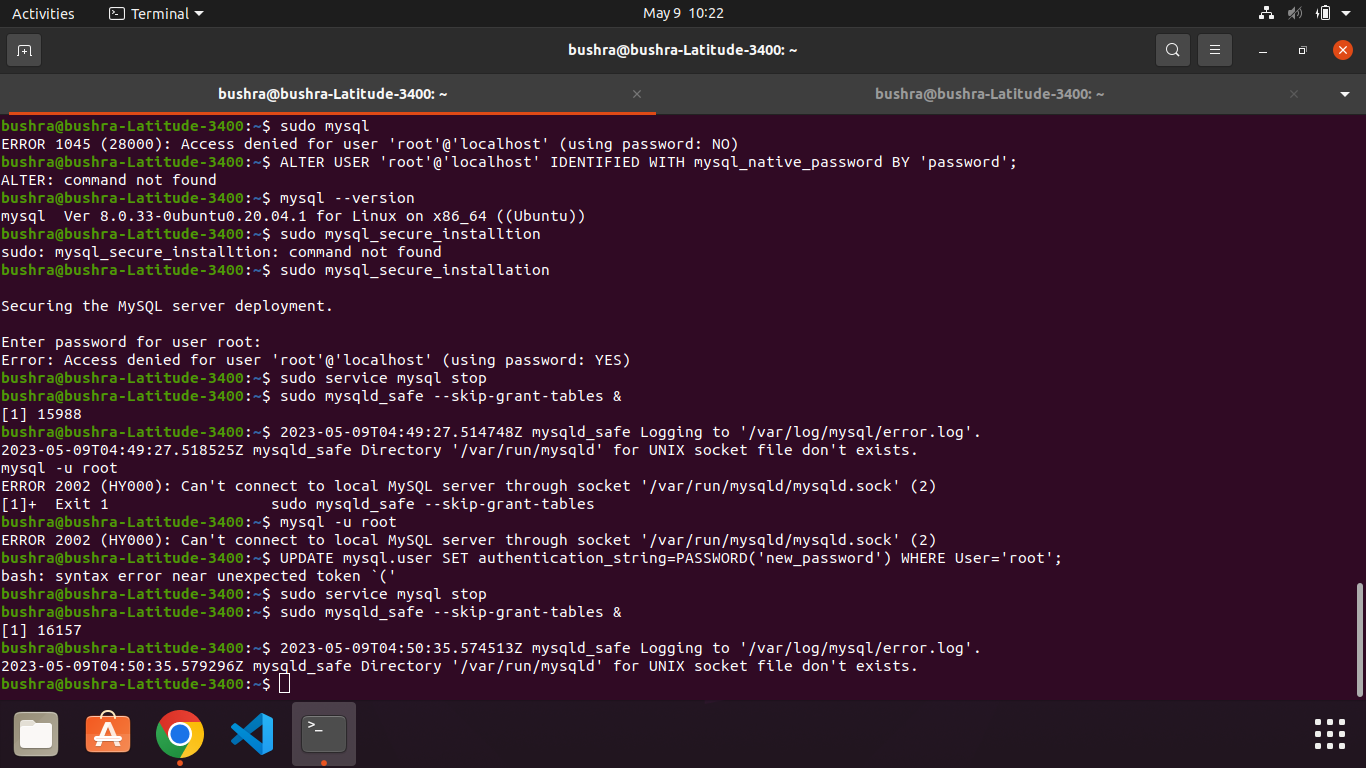 Activities
Terminal
May 9 10:22
bushra@bushra-Latitude-3400: ~
bushra@bushra-Latitude-3400: ~
bushra@bushra-Latitude-3400: ~
bushra@bushra-Latitude-3400:~$ sudo mysql
ERROR 1045 (28000): Access denied for user 'root'@'localhost' (using password: NO)
bushra@bushra-Latitude-3400:~$ ALTER USER 'root'@'localhost' IDENTIFIED WITH mysql_native_password BY 'password';
ALTER: command not found
bushra@bushra-Latitude-3400:~$ mysql --version
mysql  Ver 8.0.33-0ubuntu0.20.04.1 for Linux on x86_64 ((Ubuntu))
bushra@bushra-Latitude-3400:~$ sudo mysql_secure_installtion
sudo: mysql_secure_installtion: command not found
bushra@bushra-Latitude-3400:~$ sudo mysql_secure_installation
Securing the MySQL server deployment.
Enter password for user root:
Error: Access denied for user 'root'@'localhost' (using password: YES)
bushra@bushra-Latitude-3400:~$ sudo service mysql stop
bushra@bushra-Latitude-3400:~$ sudo mysqld_safe --skip-grant-tables &
[1] 15988
bushra@bushra-Latitude-3400:~$ 2023-05-09T04:49:27.514748Z mysqld_safe Logging to '/var/log/mysql/error.log'.
2023-05-09T04:49:27.518525Z mysqld_safe Directory '/var/run/mysqld' for UNIX socket file don't exists.
mysql -u root
ERROR 2002 (HY000): Can't connect to local MySQL server through socket '/var/run/mysqld/mysqld.sock' (2)
[1]+  Exit 1                  sudo mysqld_safe --skip-grant-tables
bushra@bushra-Latitude-3400:~$ mysql -u root
ERROR 2002 (HY000): Can't connect to local MySQL server through socket '/var/run/mysqld/mysqld.sock' (2)
bushra@bushra-Latitude-3400:~$ UPDATE mysql.user SET authentication_string=PASSWORD('new_password') WHERE User='root';
bash: syntax error near unexpected token `('
bushra@bushra-Latitude-3400:~$ sudo service mysql stop
bushra@bushra-Latitude-3400:~$ sudo mysqld_safe --skip-grant-tables &
[1] 16157
bushra@bushra-Latitude-3400:~$ 2023-05-09T04:50:35.574513Z mysqld_safe Logging to '/var/log/mysql/error.log'.
2023-05-09T04:50:35.579296Z mysqld_safe Directory '/var/run/mysqld' for UNIX socket file don't exists.
bushra@bushra-Latitude-3400:~$